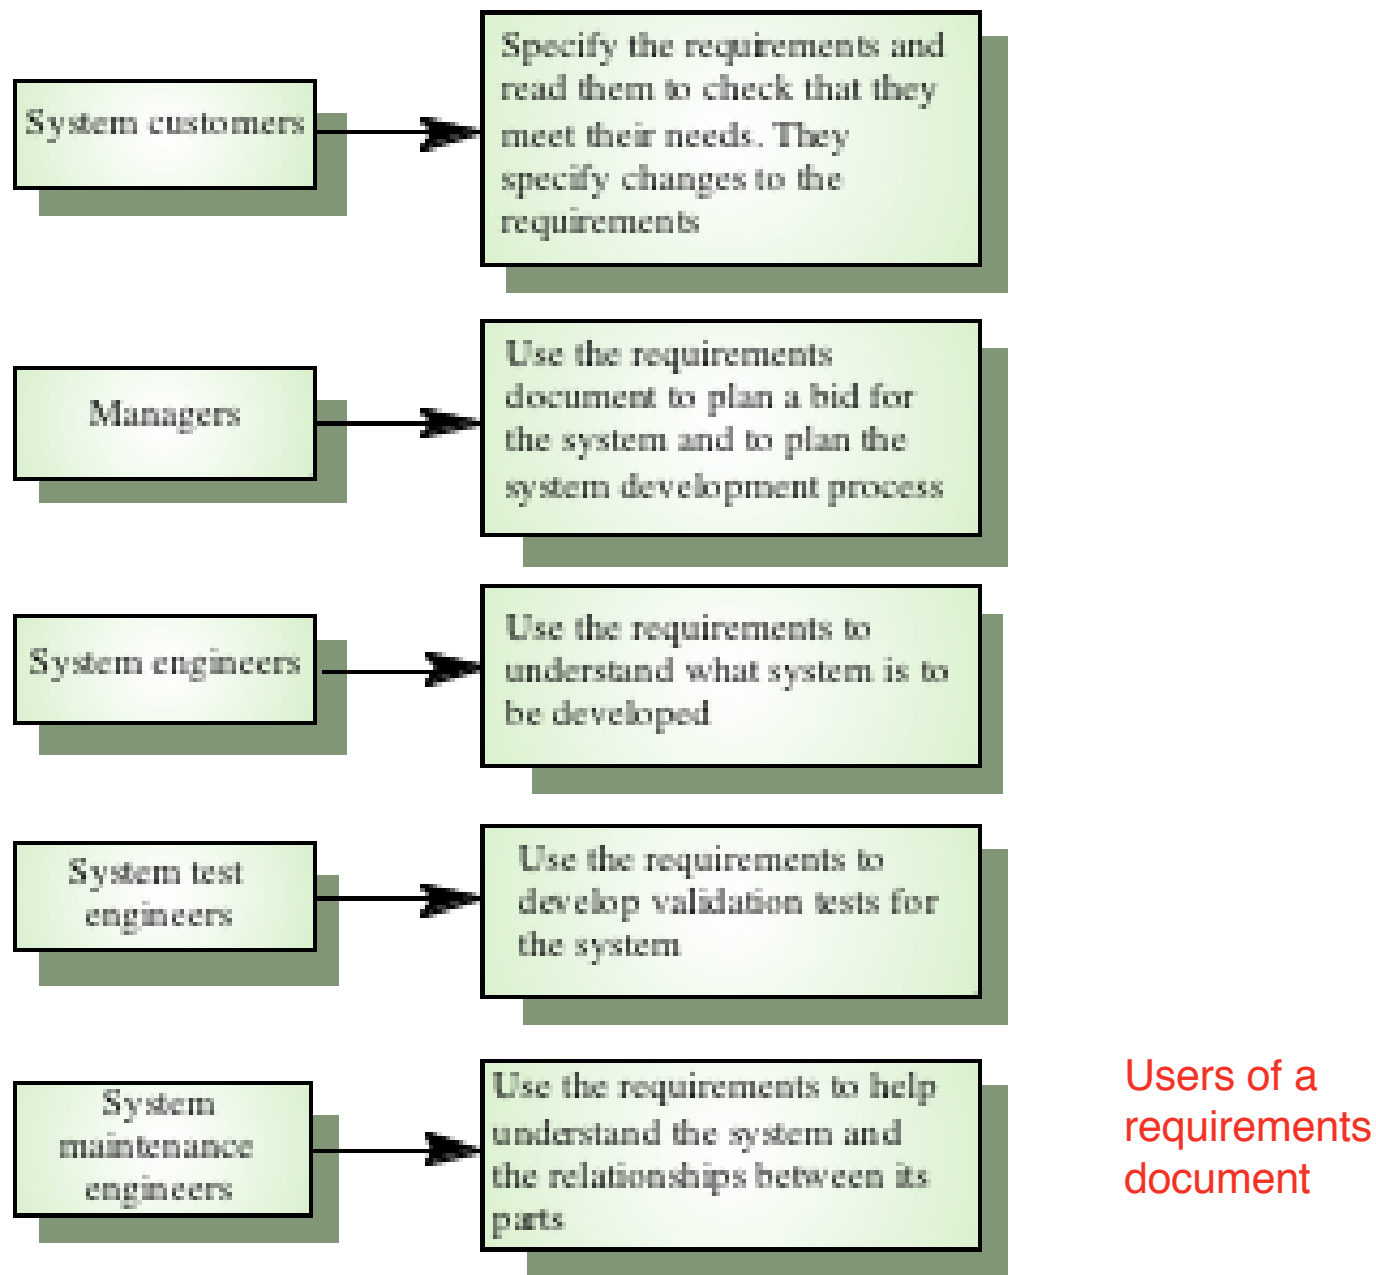 System customers
Specify the requirements and
read them to check that they
meet their needs. They
specify changes to the
requirements
Managers
Use the requirements
document to plan a bid for
the system and to plan the
system development process
System engineers
Use the requirements to
understand what system is to
be developed
System test
engineers
Use the requirements to
develop validation tests for
the system
System
maintenance
engineers
Use the requirements to help
understand the system and
the relationships between its
parts
Users of a
requirements
document